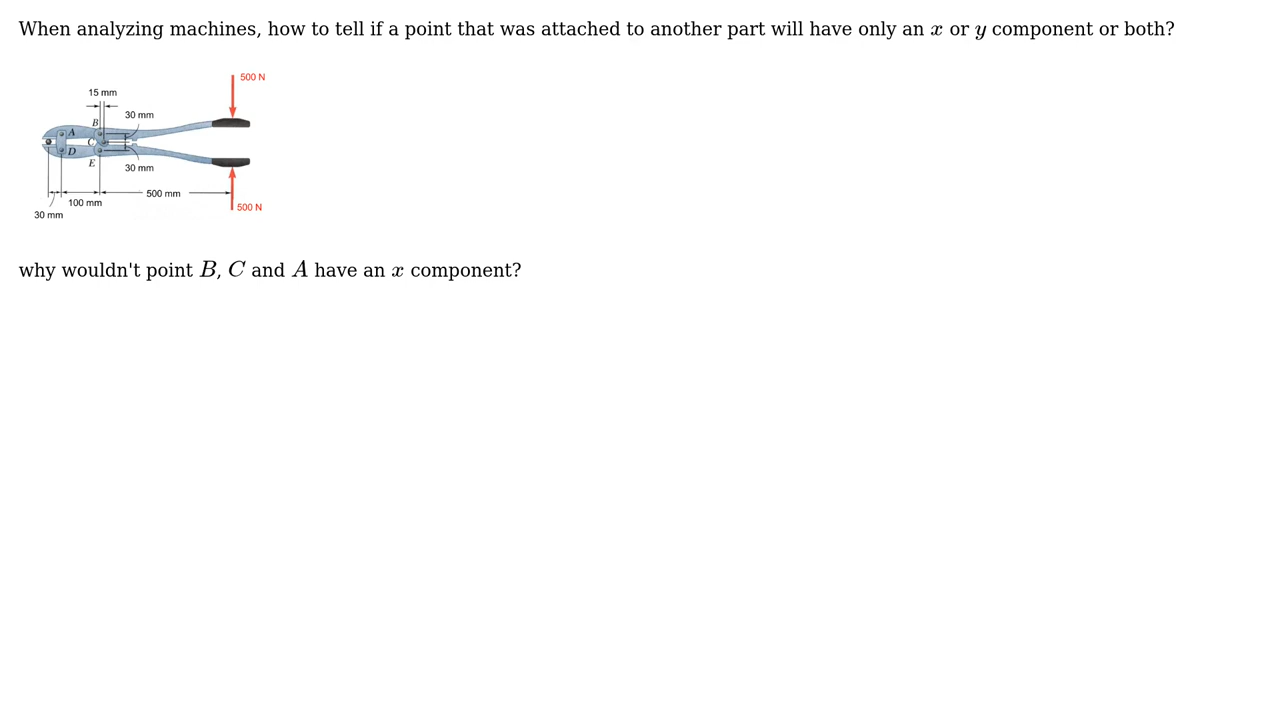 When analyzing machines, how to tell if a point that was attached to another part will have only an x or y component or both?
500 N
15 mm
30 mm
B
A
C
D
E
30 mm
500 mm
100 mm
500 N
30 mm
why wouldn't point B, C and A have an x component?